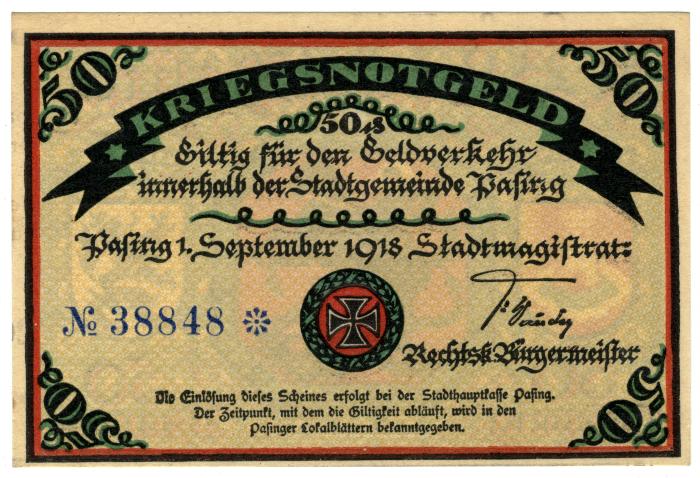 50 50
KRIEGSNOTGELD
50 ₰
Giltig für den Geldverkehr
innerhalb der Stadtgemeinde Pasing
Pasing 1. September 1918 Stadtmagistrat:
№ 38848 ❊
Rechtsk. Bürgermeister
Die Einlösung dieses Scheines erfolgt bei der Stadthauptkasse Pasing.
Der Zeitpunkt, mit dem die Giltigkeit abläuft, wird in den
Pasinger Lokalblättern bekanntgegeben.
50 50